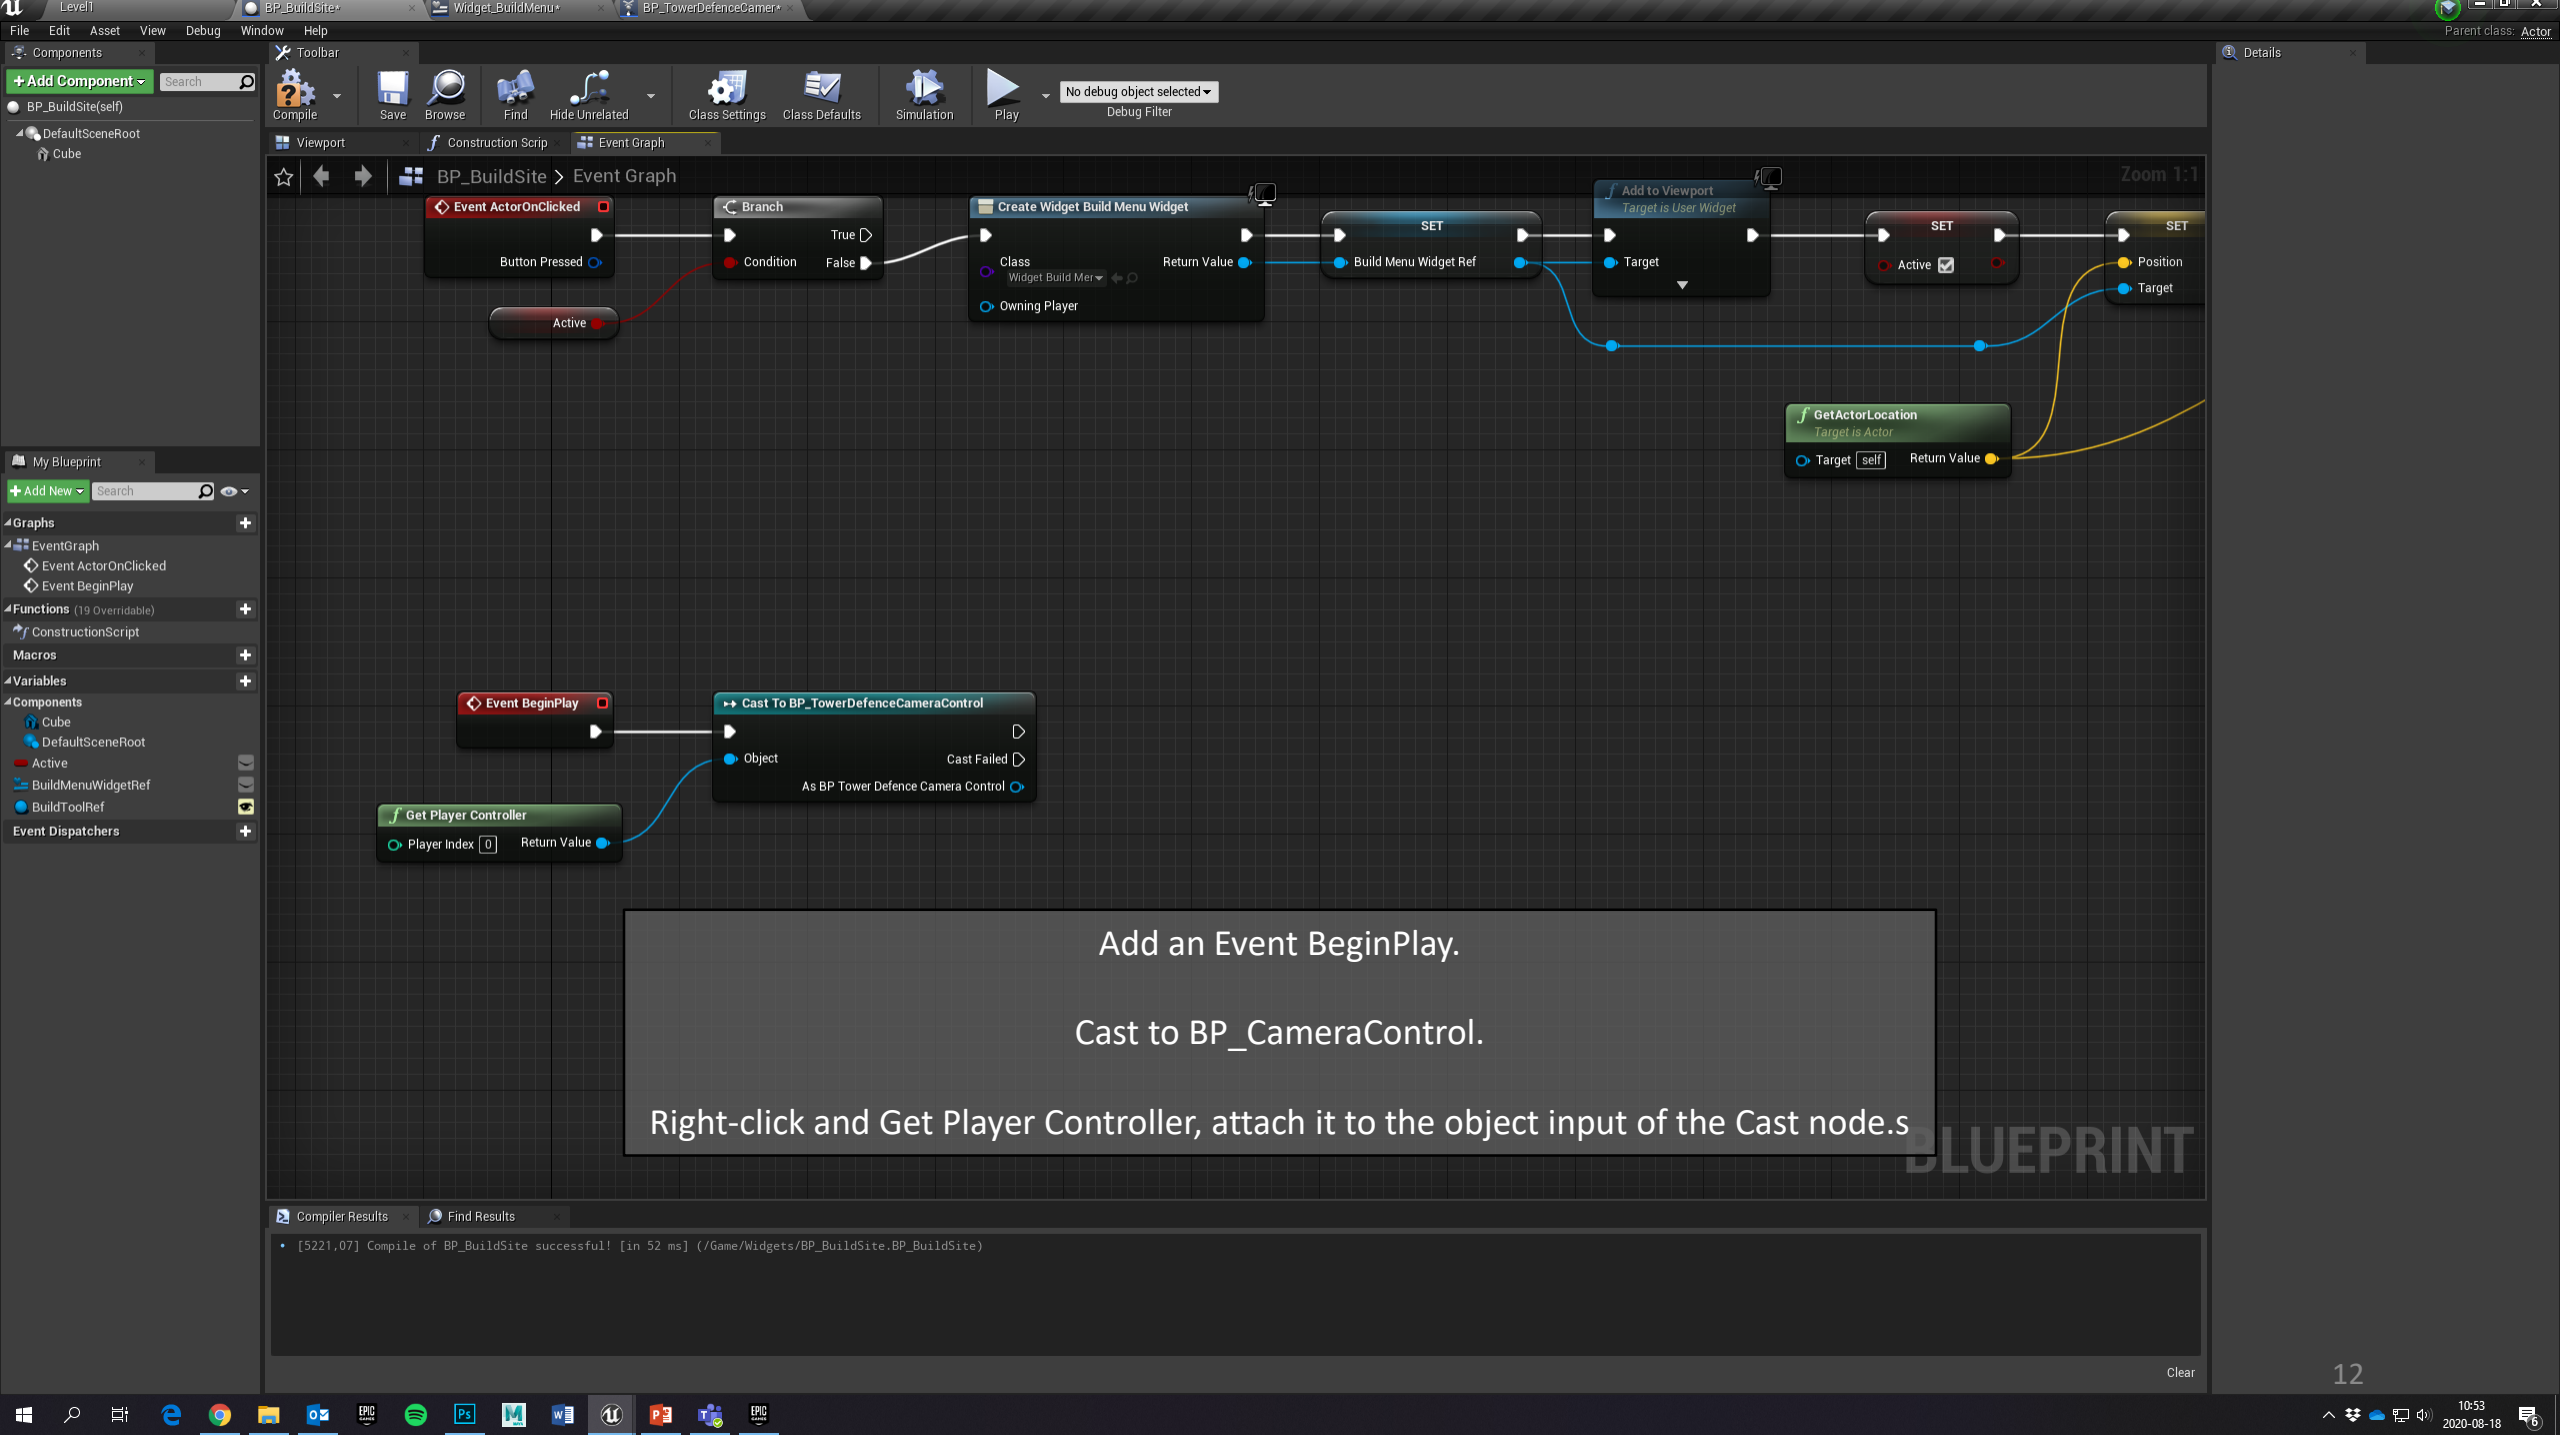 Level1
BP_BuildSite*
Widget_BuildMenu*
BP_TowerDefenceCamer*
File Edit Asset View Debug Window Help
Parent class: Actor
Components
Toolbar
Details
+Add Component
Search
BP_BuildSite(self)
DefaultSceneRoot
Cube
Compile
Save
Browse
Find
Hide Unrelated
Class Settings
Class Defaults
Simulation
Play
No debug object selected
Debug Filter
Viewport
Construction Scrip
Event Graph
BP_BuildSite > Event Graph
Zoom 1:1
Event ActorOnClicked
Button Pressed
Active
Branch
True
Condition
False
Create Widget Build Menu Widget
Class
Return Value
Widget Build Mer
Owning Player
SET
Build Menu Widget Ref
Add to Viewport
Target is User Widget
Target
SET
Active
SET
Position
Target
GetActorLocation
Target is Actor
Target self
Return Value
My Blueprint
+Add New
Search
Graphs
EventGraph
Event ActorOnClicked
Event BeginPlay
Functions (19 Overridable)
ConstructionScript
Macros
Variables
Components
Cube
DefaultSceneRoot
Active
BuildMenuWidgetRef
BuildToolRef
Event Dispatchers
Event BeginPlay
Cast To BP_TowerDefenceCameraControl
Object
Cast Failed
As BP Tower Defence Camera Control
Get Player Controller
Player Index 0
Return Value
Add an Event BeginPlay.
Cast to BP_CameraControl.
Right-click and Get Player Controller, attach it to the object input of the Cast node.s
BLUEPRINT
Compiler Results
Find Results
[5221,07] Compile of BP_BuildSite successful! [in 52 ms] (/Game/Widgets/BP_BuildSite.BP_BuildSite)
Clear
12
10:53
2020-08-18
6